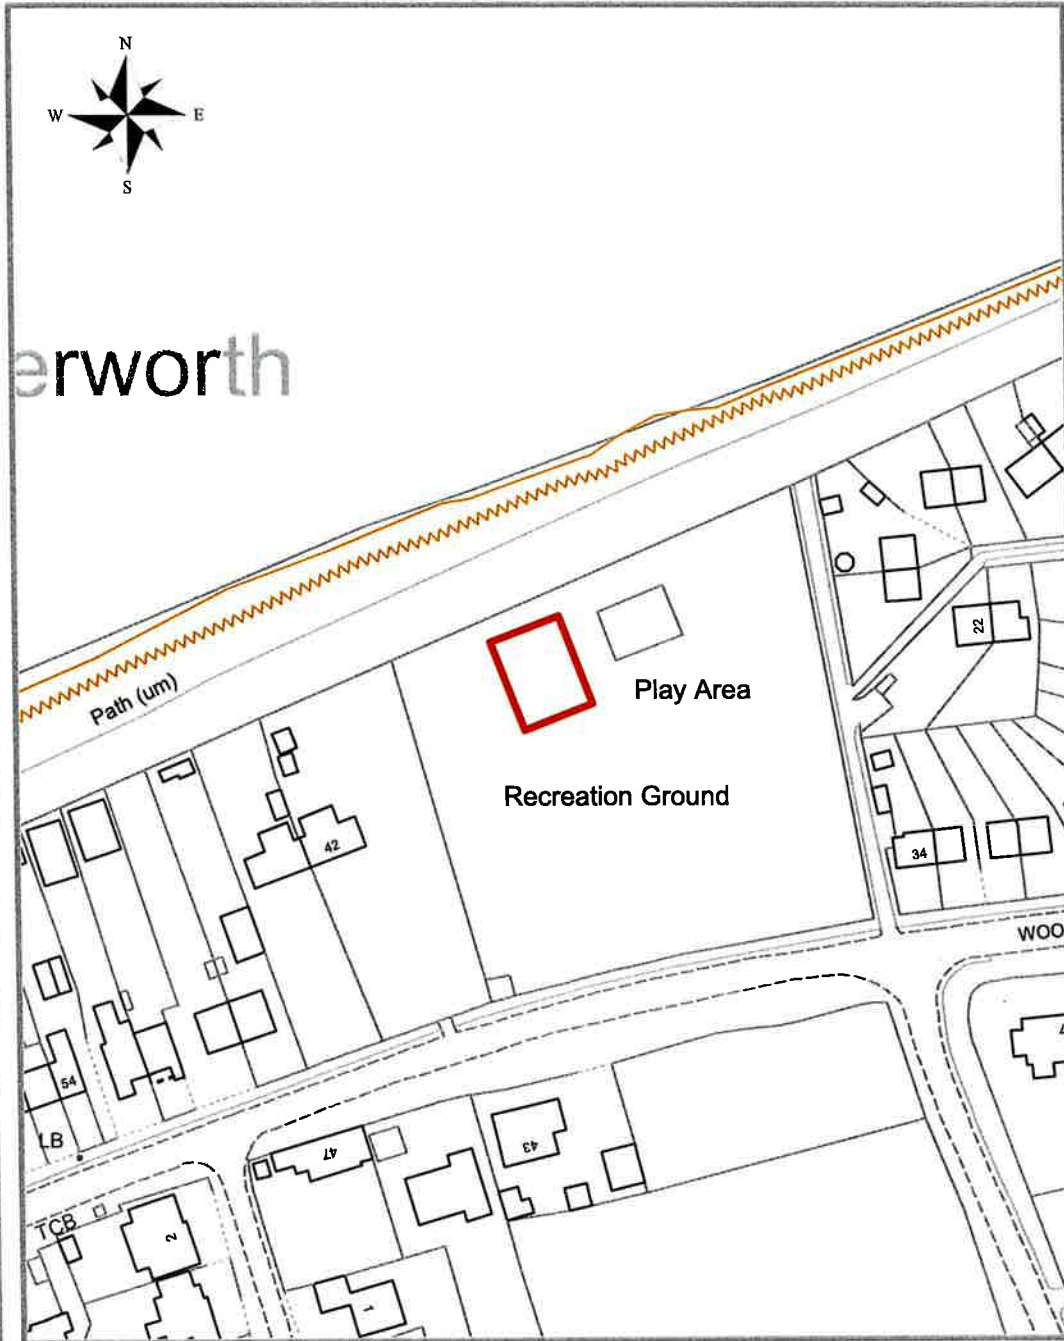 N
W E
S
erworth
Path (um)
22
Play Area
Recreation Ground
42
34
WOO
54
LB
47
43
TCB
2
1